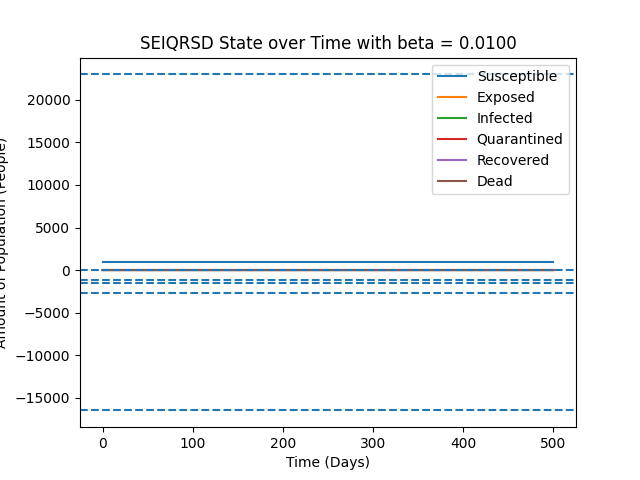 SEIQRSD State over Time with beta = 0.0100
Susceptible
Exposed
Infected
Quarantined
Recovered
Dead
Amount of Population (People)
20000
15000
10000
5000
0
−5000
−10000
−15000
0 100 200 300 400 500
Time (Days)